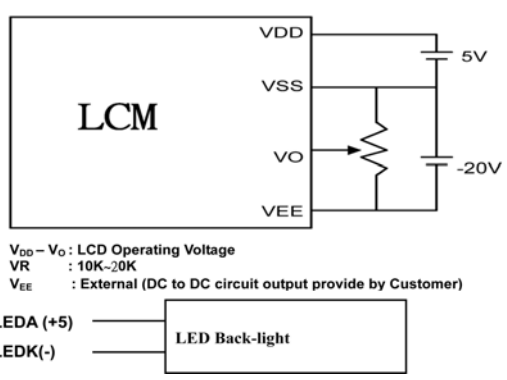 VDD
5V
VSS
LCM
VO
-20V
VEE
VDD – VO : LCD Operating Voltage
VR : 10K~20K
VEE : External (DC to DC circuit output provide by Customer)
LEDA (+5)
LED Back-light
LEDK(-)